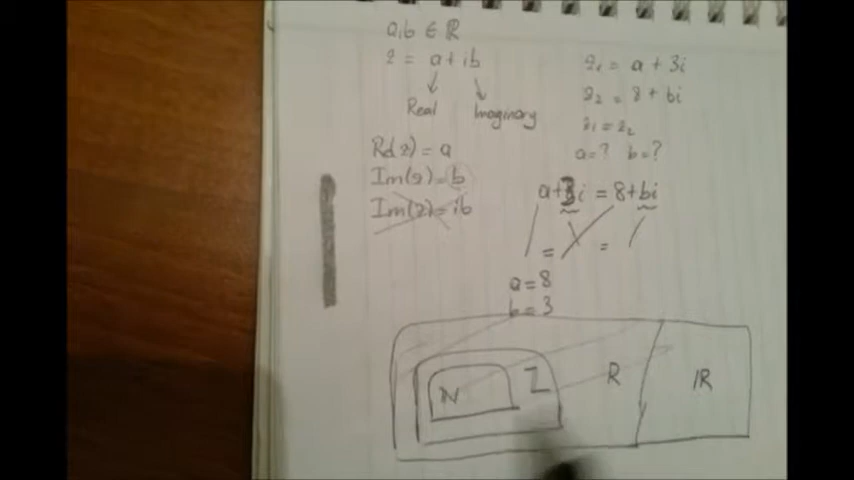 a,b ∈ ℝ
z = a + ib
Real Imaginary
Re(z) = a
Im(z) = b
Im(z) = ib
z₁ = a + 3i
z₂ = 8 + bi
z₁ = z₂
a = ? b = ?
a+3i = 8+bi
= =
a = 8
b = 3
N Z R IR